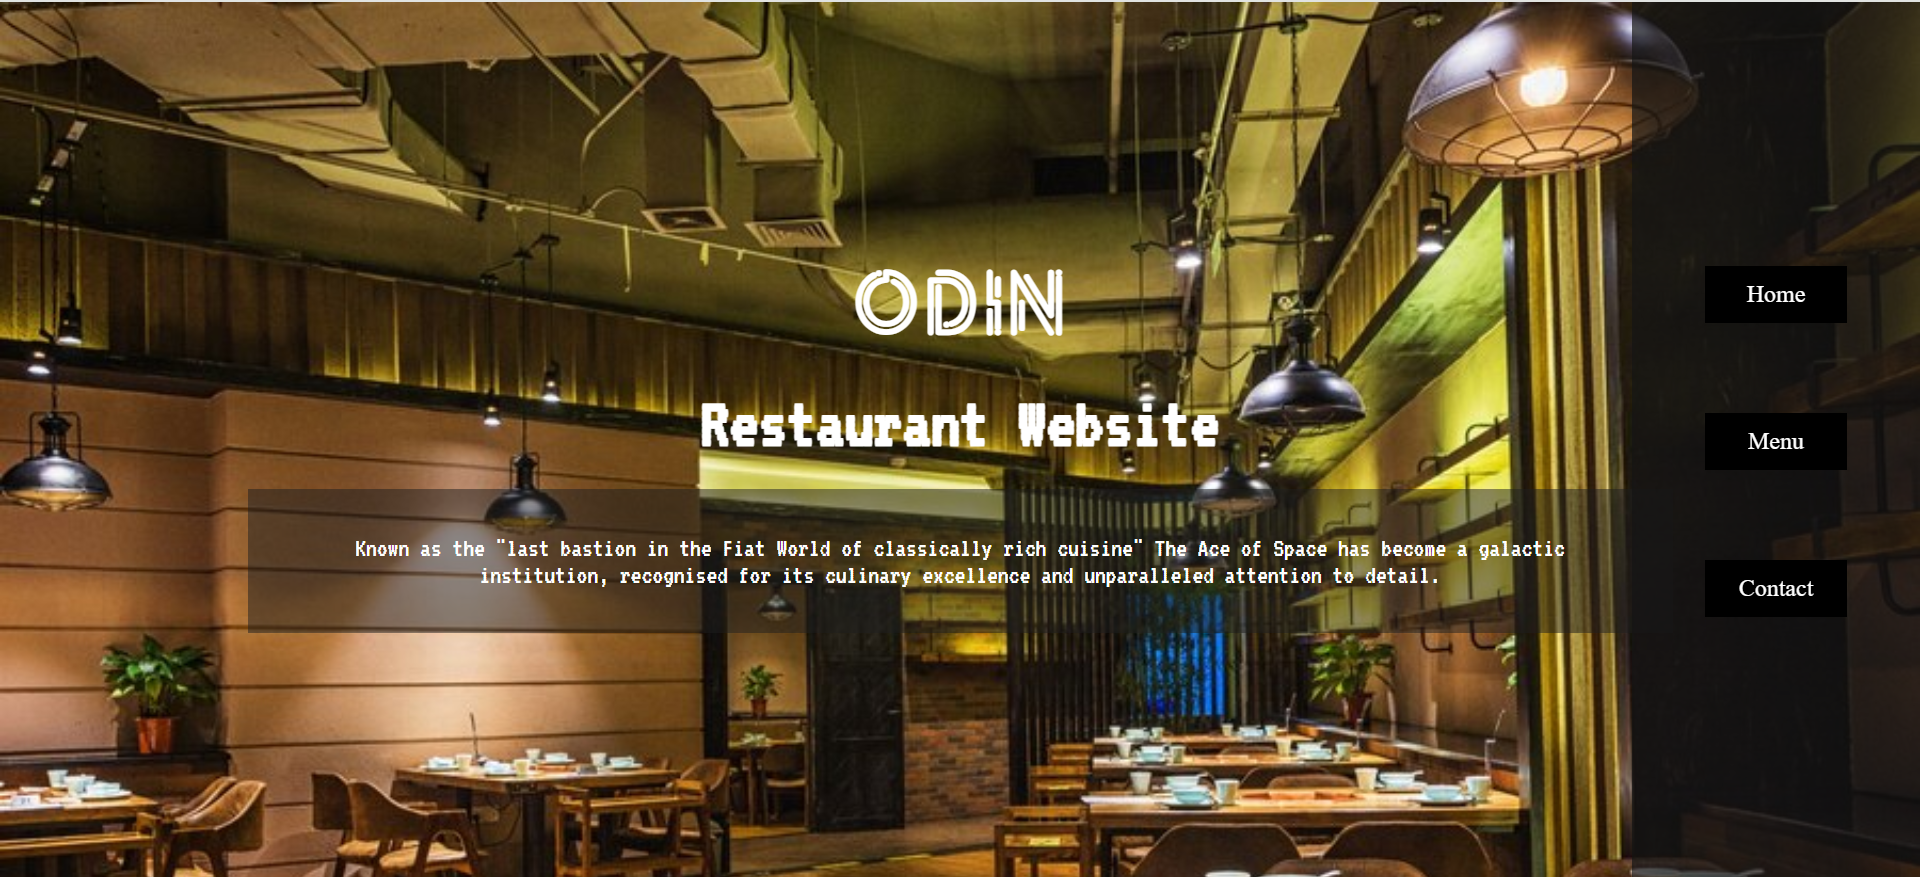 ODIN
Restaurant Website
Known as the "last bastion in the Fiat World of classically rich cuisine" The Ace of Space has become a galactic
institution, recognised for its culinary excellence and unparalleled attention to detail.
Home
Menu
Contact